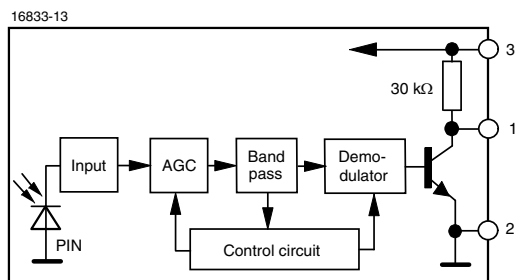 16833-13
3
30 kΩ
1
Input
AGC
Band
pass
Demo-
dulator
2
PIN
Control circuit